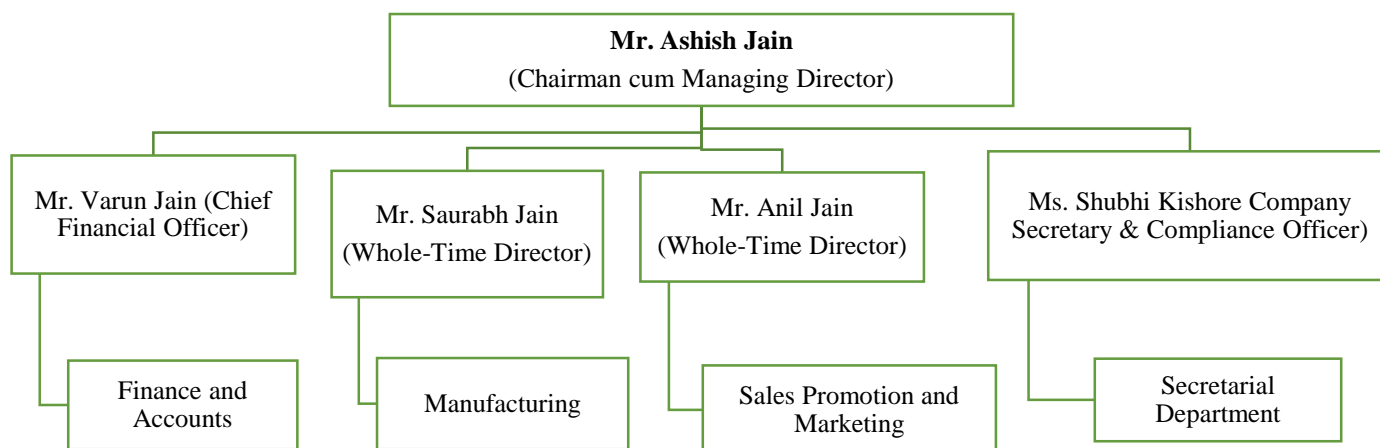 Mr. Ashish Jain
(Chairman cum Managing Director)
Mr. Varun Jain (Chief
Financial Officer)
Mr. Saurabh Jain
(Whole-Time Director)
Mr. Anil Jain
(Whole-Time Director)
Ms. Shubhi Kishore Company
Secretary & Compliance Officer)
Finance and
Accounts
Manufacturing
Sales Promotion and
Marketing
Secretarial
Department